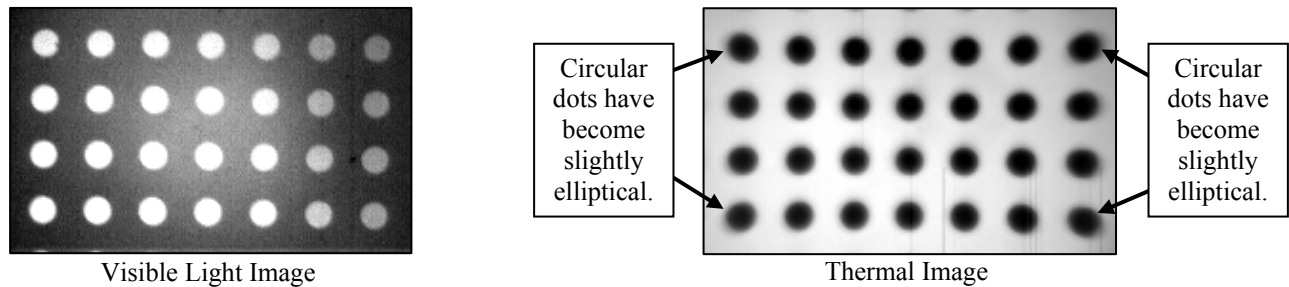 Circular
dots have
become
slightly
elliptical.
Circular
dots have
become
slightly
elliptical.
Visible Light Image
Thermal Image